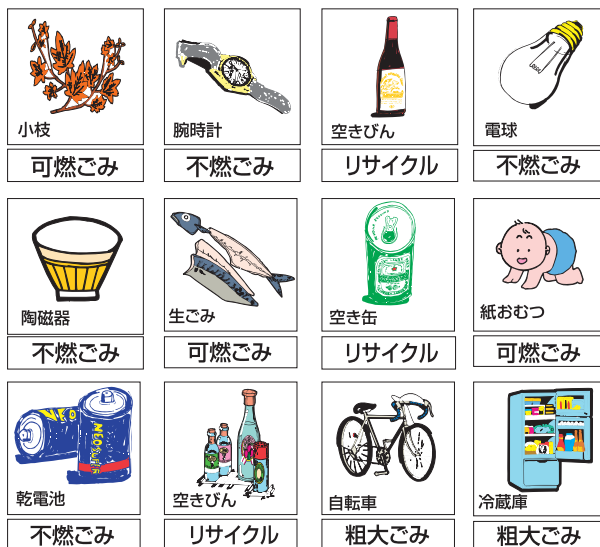 小枝
腕時計
空きびん
電球
可燃ごみ
不燃ごみ
リサイクル
不燃ごみ
陶磁器
生ごみ
空き缶
紙おむつ
不燃ごみ
可燃ごみ
リサイクル
可燃ごみ
NEO
NEO
乾電池
空きびん
自転車
冷蔵庫
不燃ごみ
リサイクル
粗大ごみ
粗大ごみ